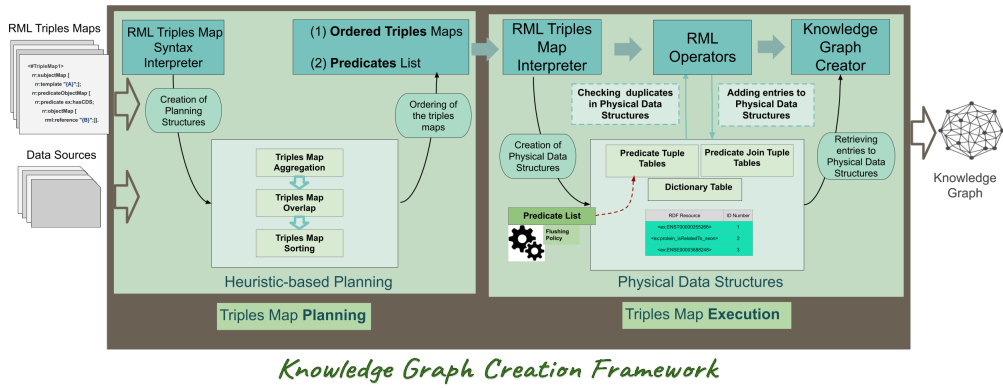 RML Triples Maps
<#TripleMap1>
rr:subjectMap [
rr:template "{A}";];
rr:predicateObjectMap [
rr:predicate ex:hasCDS;
rr:objectMap [
rml:reference "{B}";]].
Data Sources
RML Triples Map
Syntax
Interpreter
(1) Ordered Triples Maps
(2) Predicates List
Creation of
Planning
Structures
Ordering of
the triples
maps
Triples Map
Aggregation
Triples Map
Overlap
Triples Map
Sorting
Heuristic-based Planning
Triples Map Planning
RML Triples
Map
Interpreter
RML
Operators
Knowledge
Graph
Creator
Checking duplicates
in Physical Data
Structures
Adding entries to
Physical Data
Structures
Creation of
Physical Data
Structures
Retrieving
entries to
Physical Data
Structures
Predicate Tuple
Tables
Predicate Join Tuple
Tables
Dictionary Table
Predicate List
Flushing
Policy
RDF Resource ID Number
1
<ex:protein_isRelatedTo_exon> 2
3
Physical Data Structures
Triples Map Execution
Knowledge
Graph
Knowledge Graph Creation Framework